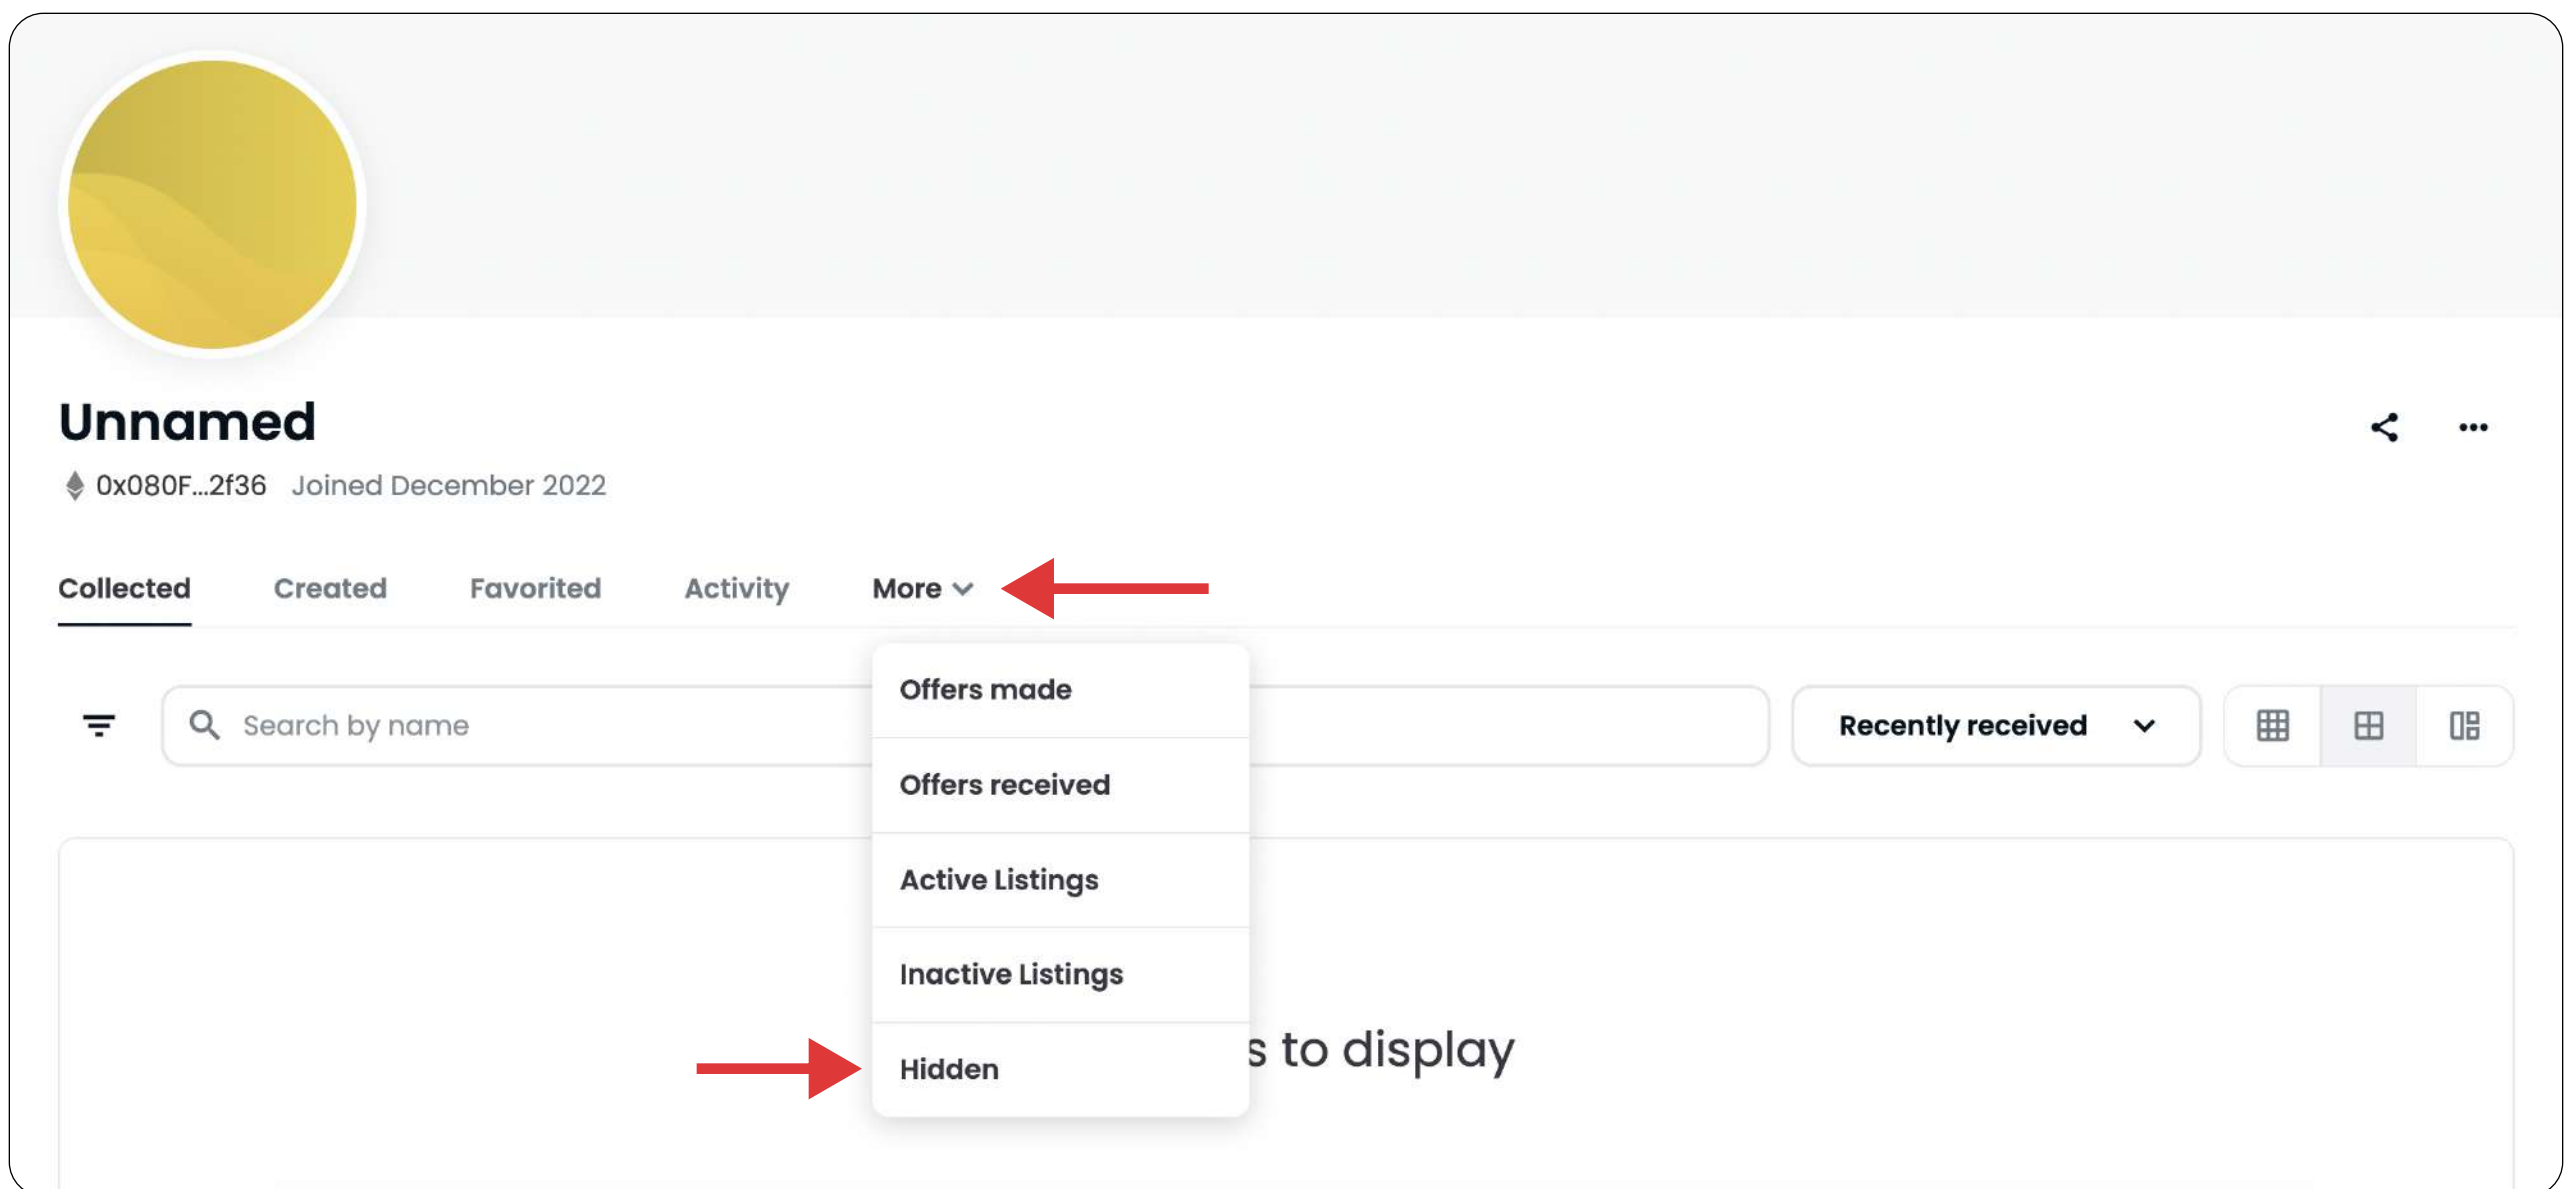 Unnamed
0x080F...2f36 Joined December 2022
Collected Created Favorited Activity More
Offers made
Search by name Recently received
Offers received
Active Listings
Inactive Listings
s to display
Hidden